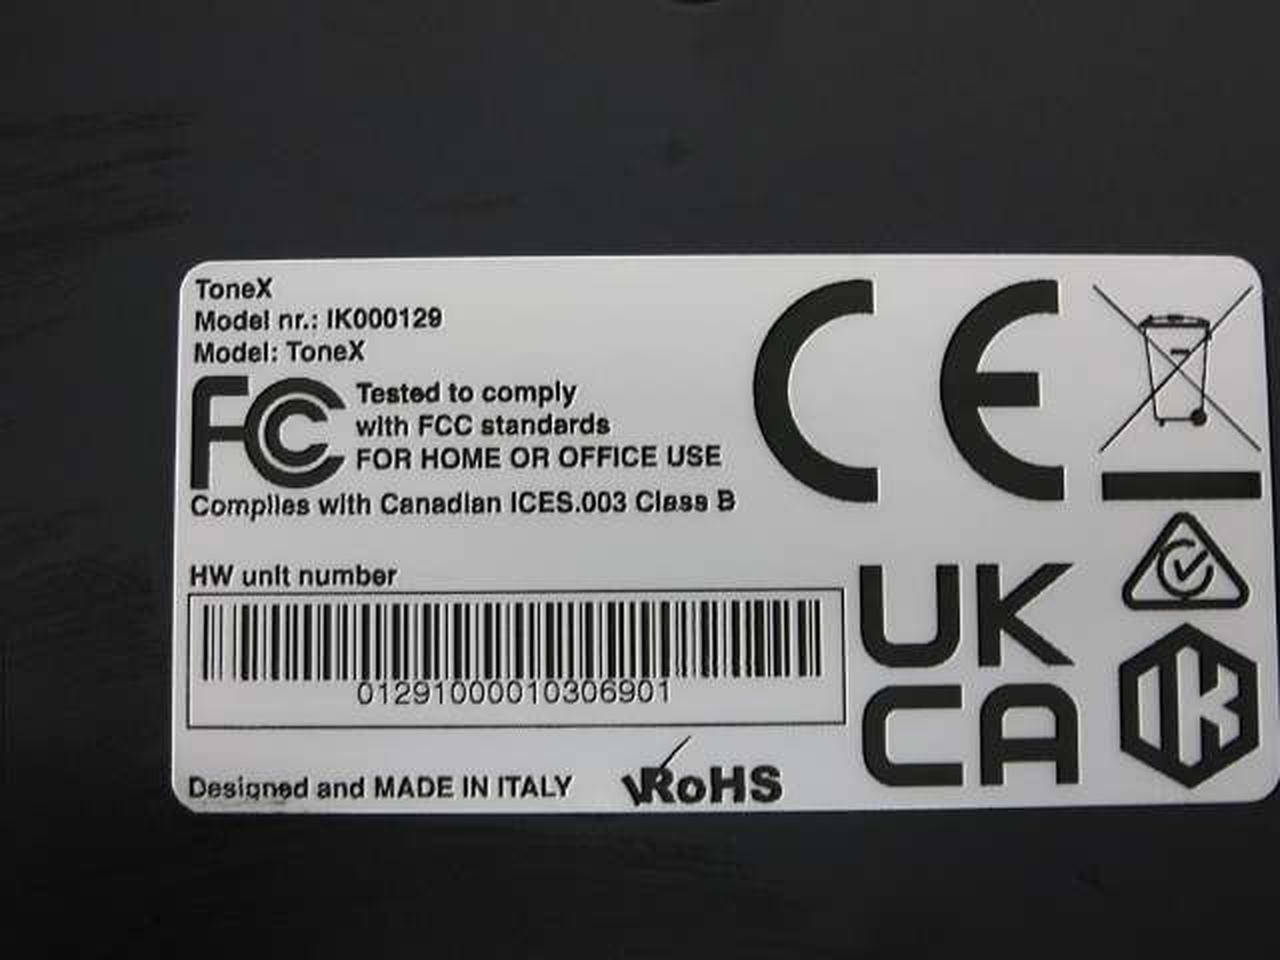 ToneX
Model nr.: IK000129
Model: ToneX
FC Tested to comply
with FCC standards
FOR HOME OR OFFICE USE
Complies with Canadian ICES.003 Class B
CE
HW unit number
01291000010306901
UK
CA
IK
Designed and MADE IN ITALY
RoHS